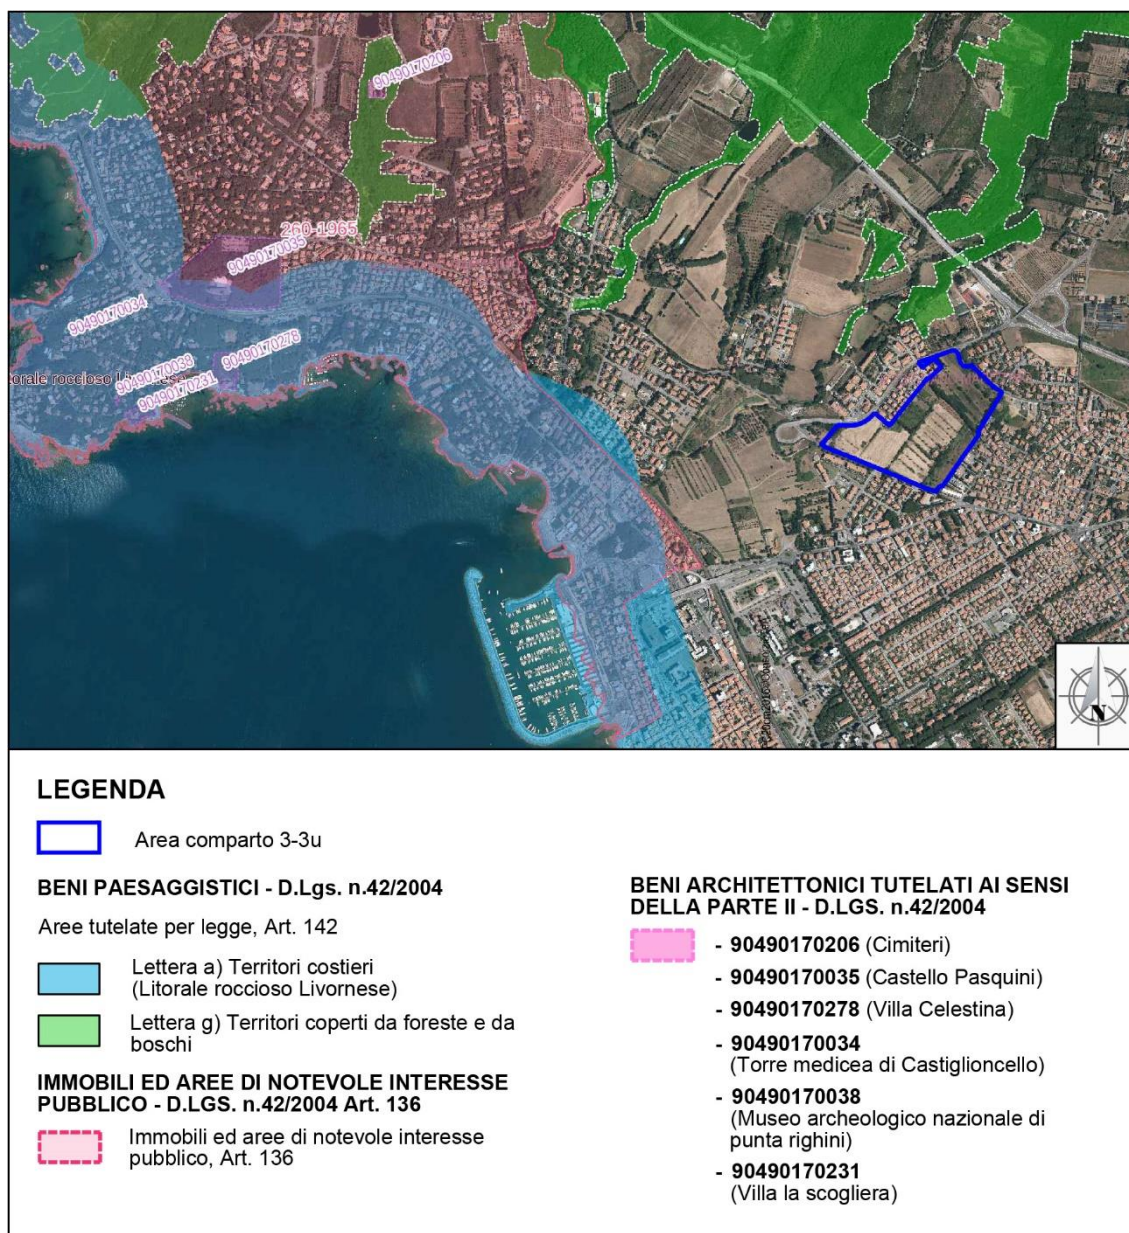 90490170206
260-1965
90490170035
90490170034
90490170278
90490170038
90490170231
N
LEGENDA
Area comparto 3-3u
BENI PAESAGGISTICI - D.Lgs. n.42/2004
Aree tutelate per legge, Art. 142
Lettera a) Territori costieri
(Litorale roccioso Livornese)
Lettera g) Territori coperti da foreste e da
boschi
IMMOBILI ED AREE DI NOTEVOLE INTERESSE
PUBBLICO - D.LGS. n.42/2004 Art. 136
Immobili ed aree di notevole interesse
pubblico, Art. 136
BENI ARCHITETTONICI TUTELATI AI SENSI
DELLA PARTE II - D.LGS. n.42/2004
- 90490170206 (Cimiteri)
- 90490170035 (Castello Pasquini)
- 90490170278 (Villa Celestina)
- 90490170034
(Torre medicea di Castiglioncello)
- 90490170038
(Museo archeologico nazionale di
punta righini)
- 90490170231
(Villa la scogliera)